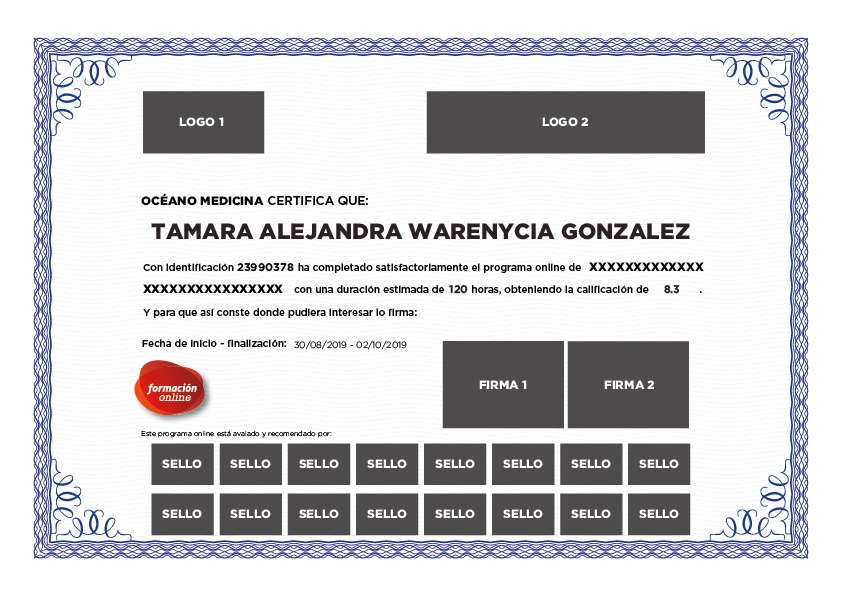 LOGO 1
LOGO 2
OCÉANO MEDICINA CERTIFICA QUE:
TAMARA ALEJANDRA WARENYCIA GONZALEZ
Con identificación 23990378 ha completado satisfactoriamente el programa online de XXXXXXXXXXXXX
XXXXXXXXXXXXXXXX con una duración estimada de 120 horas, obteniendo la calificación de 8.3 .
Y para que así conste donde pudiera interesar lo firma:
Fecha de inicio - finalización: 30/08/2019 - 02/10/2019
formación
online
FIRMA 1
FIRMA 2
Este programa online está avalado y recomendado por:
SELLO SELLO SELLO SELLO SELLO SELLO SELLO SELLO
SELLO SELLO SELLO SELLO SELLO SELLO SELLO SELLO